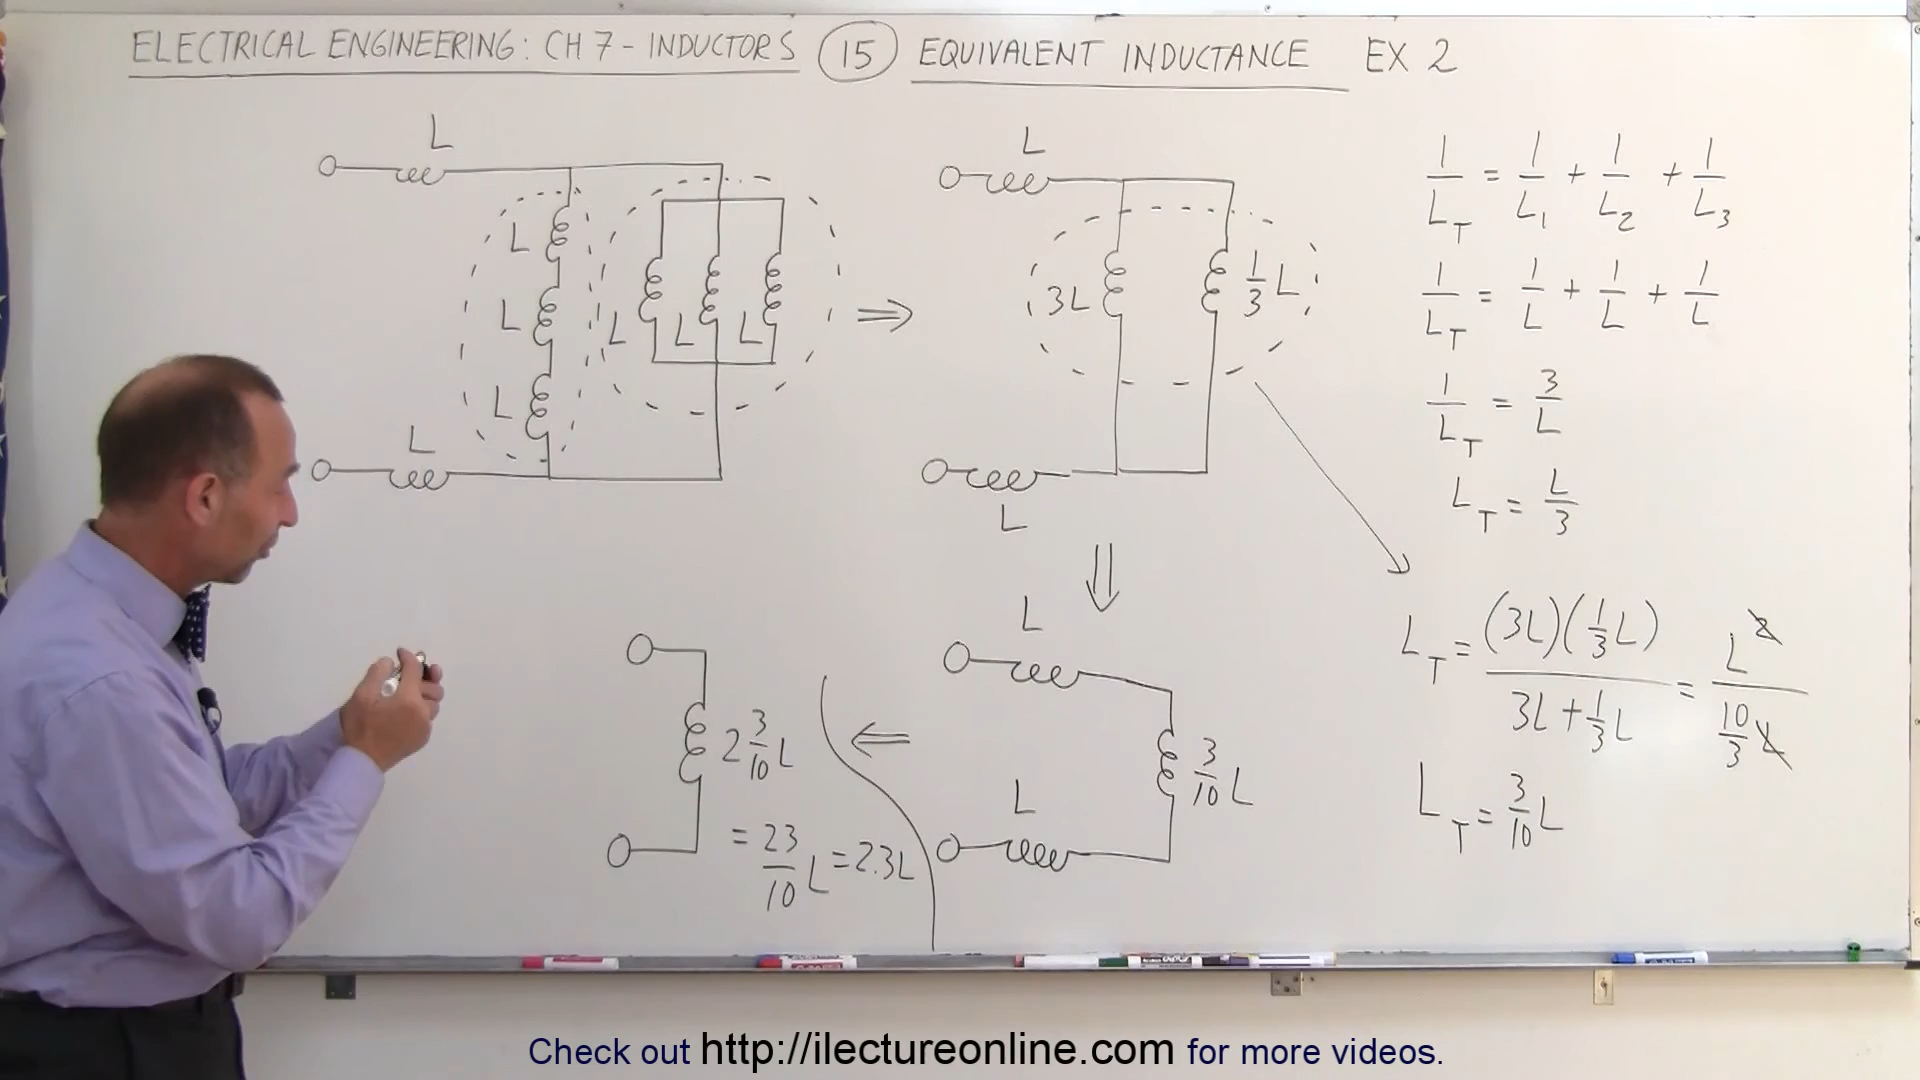 ELECTRICAL ENGINEERING: CH 7 - INDUCTORS (15) EQUIVALENT INDUCTANCE EX 2
L
L
L
L
L L L
L
L
3L
1/3 L
L
1/L_T = 1/L_1 + 1/L_2 + 1/L_3
1/L_T = 1/L + 1/L + 1/L
1/L_T = 3/L
L_T = L/3
⇒
⇓
L
3/10 L
L
⇐
2 3/10 L
= 23/10 L = 2.3L
L_T = (3L)(1/3 L) / 3L + 1/3 L = L^2 / 10/3 L
L_T = 3/10 L
Check out http://ilectureonline.com for more videos.